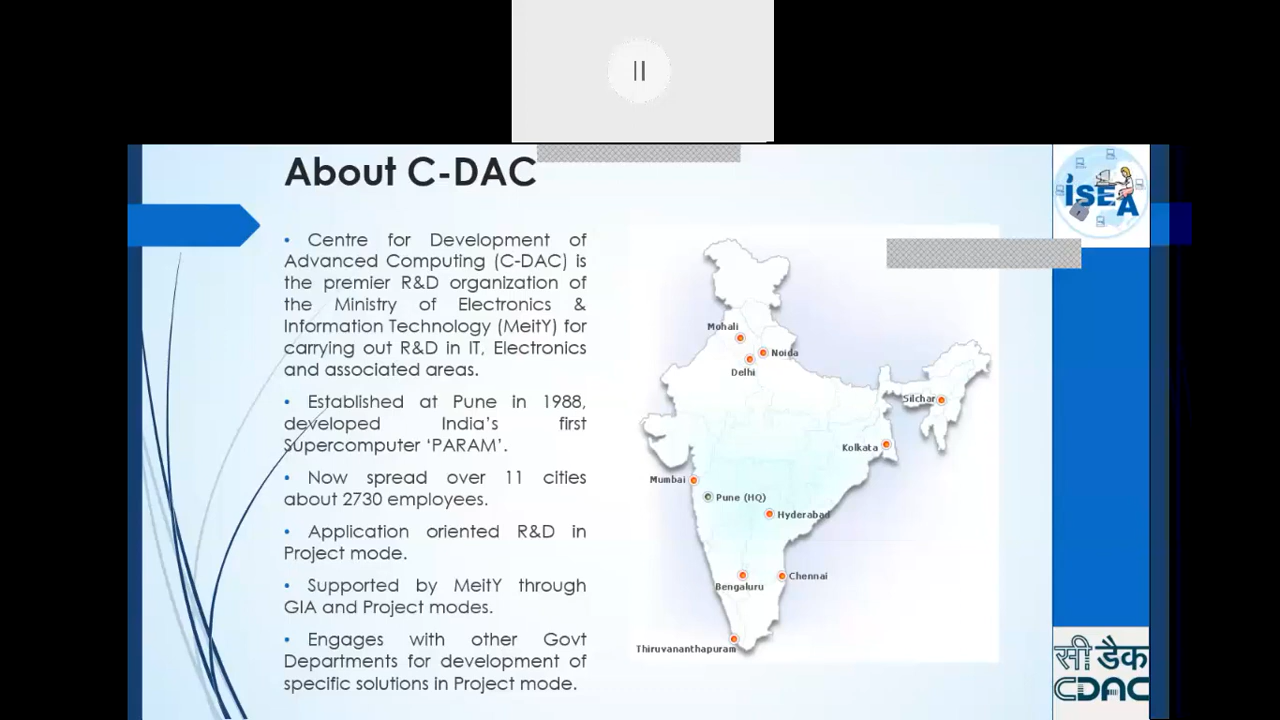 About C-DAC
iSEA
• Centre for Development of
Advanced Computing (C-DAC) is
the premier R&D organization of
the Ministry of Electronics &
Information Technology (MeitY) for
carrying out R&D in IT, Electronics
and associated areas.
• Established at Pune in 1988,
developed India’s first
Supercomputer ‘PARAM’.
• Now spread over 11 cities
about 2730 employees.
• Application oriented R&D in
Project mode.
• Supported by MeitY through
GIA and Project modes.
• Engages with other Govt
Departments for development of
specific solutions in Project mode.
Mohali
Noida
Delhi
Silchar
Kolkata
Mumbai
Pune (HQ)
Hyderabad
Chennai
Bengaluru
Thiruvananthapuram
सी डैक
CDAC